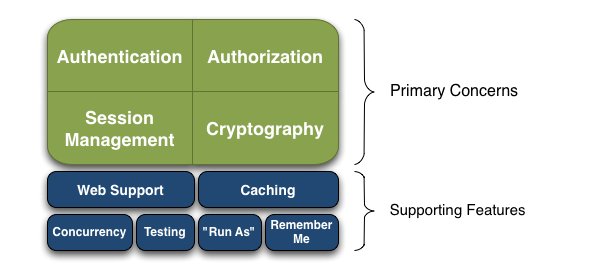 Authentication
Authorization
Session
Management
Cryptography
Primary Concerns
Web Support
Caching
Concurrency
Testing
"Run As"
Remember
Me
Supporting Features